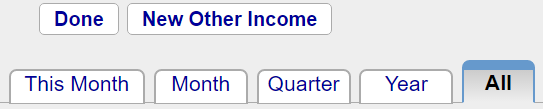 Done New Other Income
This Month Month Quarter Year All